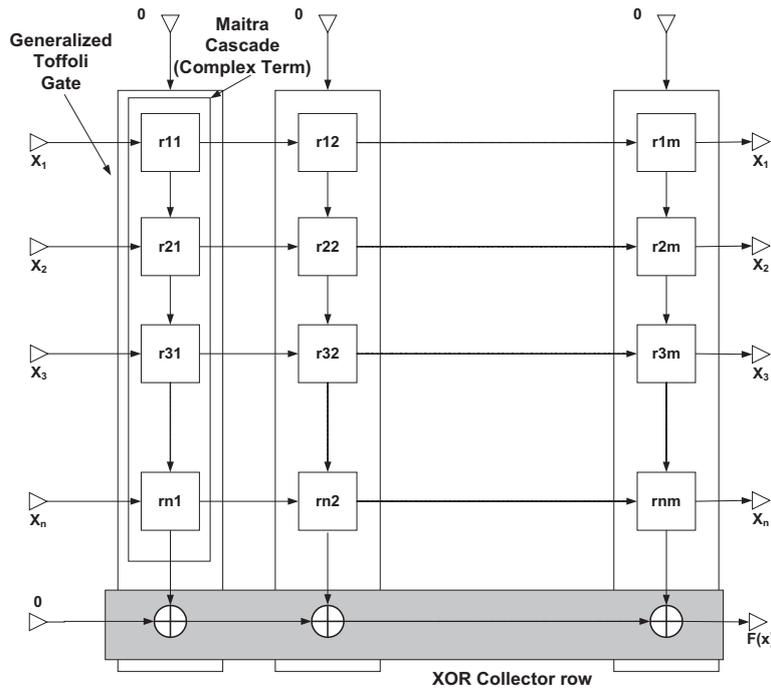 0
0
0
Generalized
Toffoli
Gate
Maitra
Cascade
(Complex Term)
r11
r12
r1m
X₁
X₁
r21
r22
r2m
X₂
X₂
r31
r32
r3m
X₃
X₃
rn1
rn2
rnm
Xₙ
Xₙ
0
F(x)
XOR Collector row